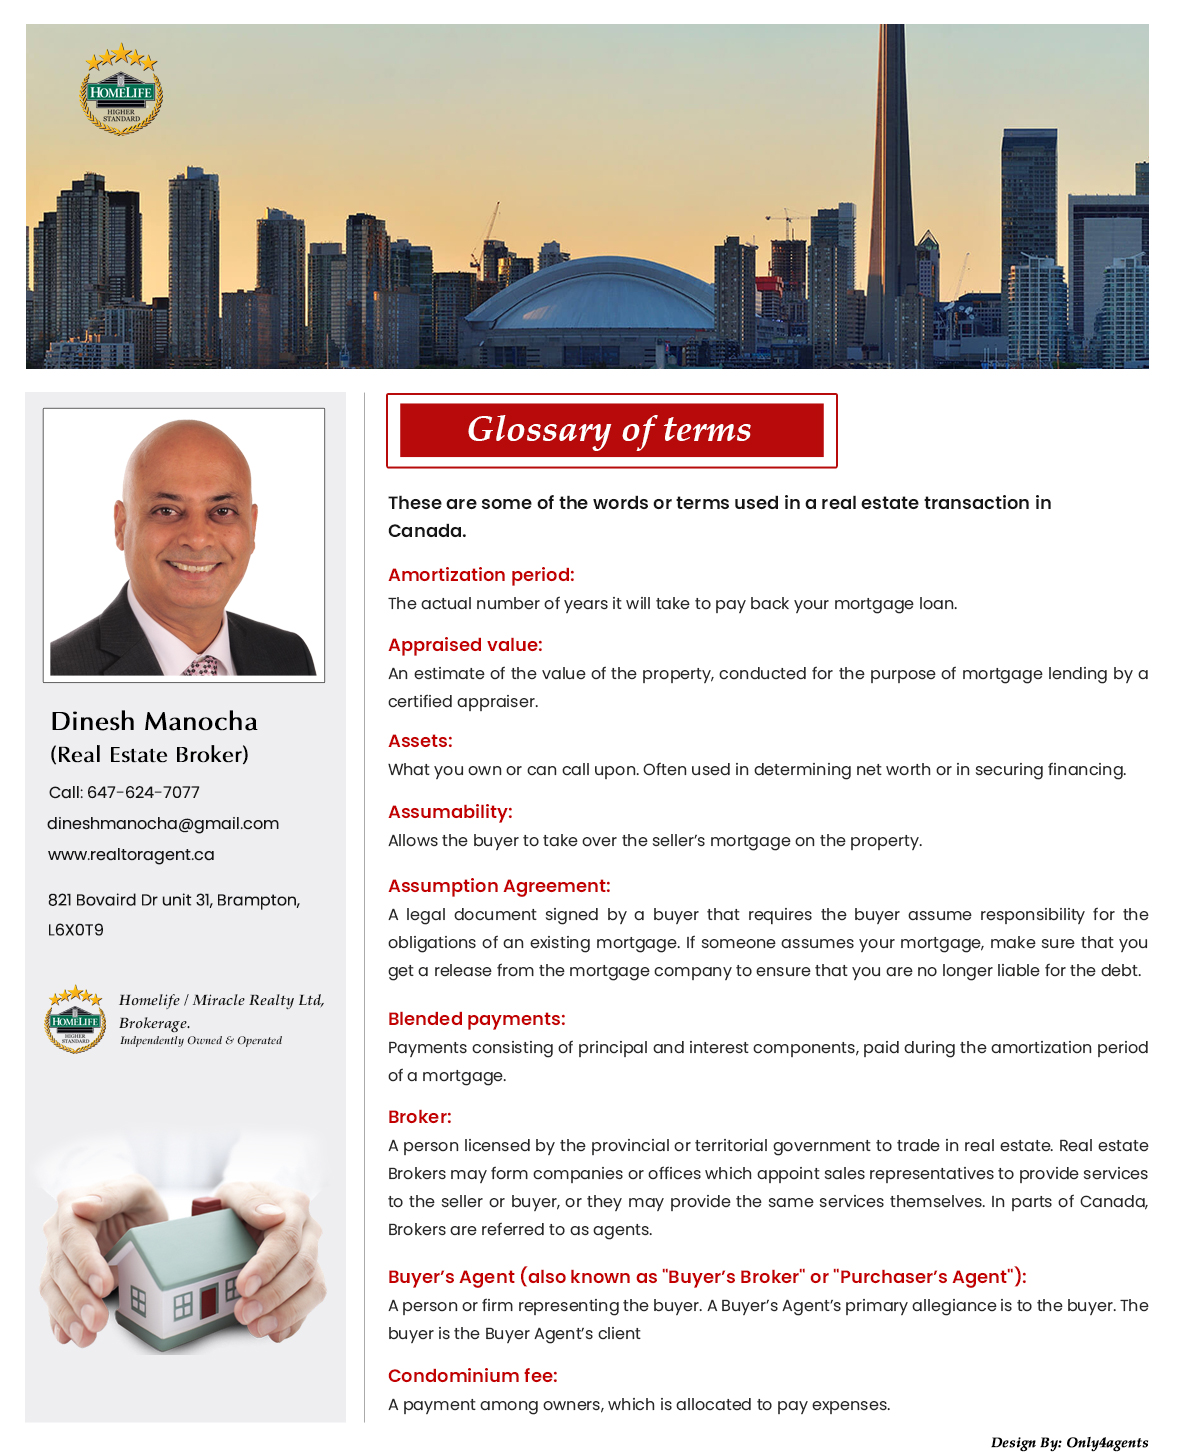 HOMELIFE
HIGHER
STANDARD
Glossary of terms
These are some of the words or terms used in a real estate transaction in
Canada.
Amortization period:
The actual number of years it will take to pay back your mortgage loan.
Appraised value:
An estimate of the value of the property, conducted for the purpose of mortgage lending by a
certified appraiser.
Assets:
What you own or can call upon. Often used in determining net worth or in securing financing.
Assumability:
Allows the buyer to take over the seller’s mortgage on the property.
Assumption Agreement:
A legal document signed by a buyer that requires the buyer assume responsibility for the
obligations of an existing mortgage. If someone assumes your mortgage, make sure that you
get a release from the mortgage company to ensure that you are no longer liable for the debt.
Blended payments:
Payments consisting of principal and interest components, paid during the amortization period
of a mortgage.
Broker:
A person licensed by the provincial or territorial government to trade in real estate. Real estate
Brokers may form companies or offices which appoint sales representatives to provide services
to the seller or buyer, or they may provide the same services themselves. In parts of Canada,
Brokers are referred to as agents.
Buyer’s Agent (also known as "Buyer’s Broker" or "Purchaser’s Agent"):
A person or firm representing the buyer. A Buyer’s Agent’s primary allegiance is to the buyer. The
buyer is the Buyer Agent’s client
Condominium fee:
A payment among owners, which is allocated to pay expenses.
Dinesh Manocha
(Real Estate Broker)
Call: 647-624-7077
dineshmanocha@gmail.com
www.realtoragent.ca
821 Bovaird Dr unit 31, Brampton,
L6X0T9
HOMELIFE
HIGHER
STANDARD
Homelife / Miracle Realty Ltd,
Brokerage.
Indpendently Owned & Operated
Design By: Only4agents